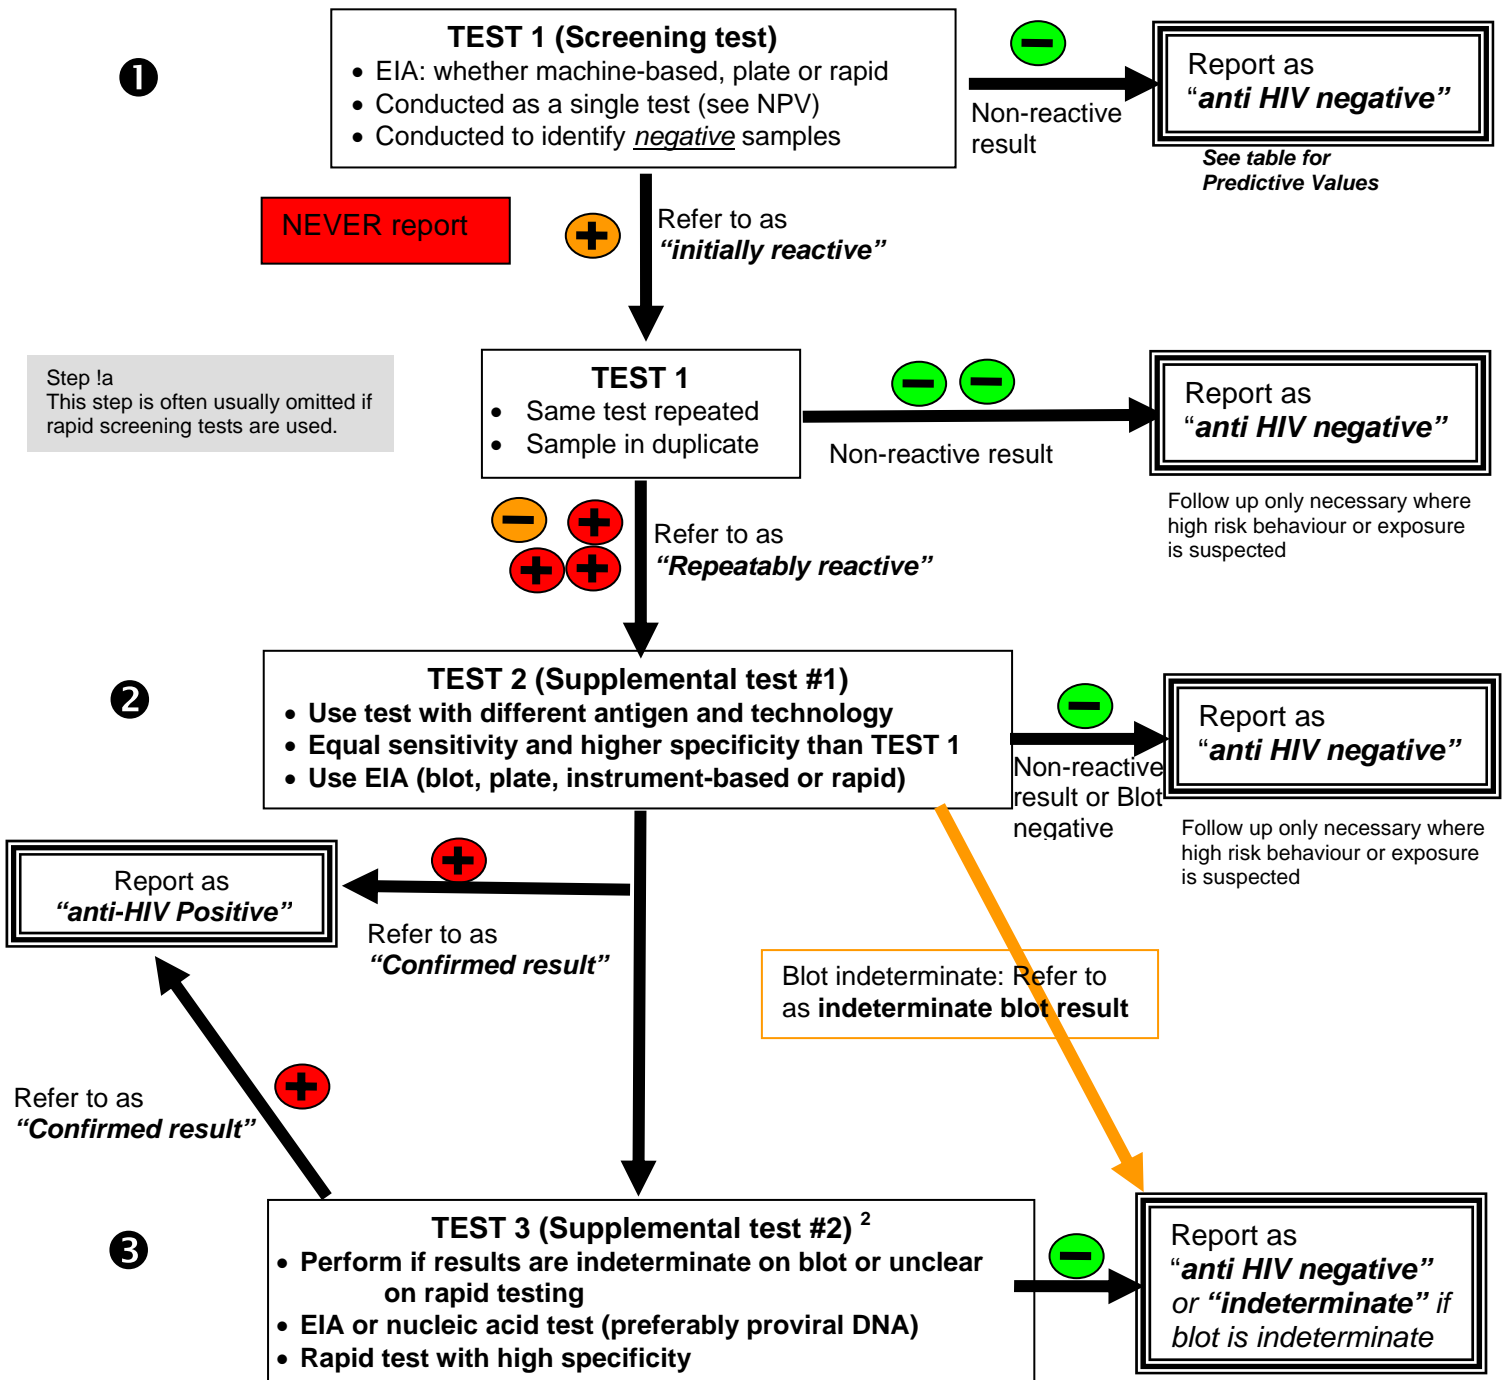 ❶
TEST 1 (Screening test)
• EIA: whether machine-based, plate or rapid
• Conducted as a single test (see NPV)
• Conducted to identify negative samples
Non-reactive
result
Report as
“anti HIV negative”
See table for
Predictive Values
NEVER report
Refer to as
“initially reactive”
Step !a
This step is often usually omitted if
rapid screening tests are used.
TEST 1
• Same test repeated
• Sample in duplicate
Non-reactive result
Report as
“anti HIV negative”
Follow up only necessary where
high risk behaviour or exposure
is suspected
Refer to as
“Repeatably reactive”
❷
TEST 2 (Supplemental test #1)
• Use test with different antigen and technology
• Equal sensitivity and higher specificity than TEST 1
• Use EIA (blot, plate, instrument-based or rapid)
Non-reactive
result or Blot
negative
Report as
“anti HIV negative”
Follow up only necessary where
high risk behaviour or exposure
is suspected
Report as
“anti-HIV Positive”
Refer to as
“Confirmed result”
Blot indeterminate: Refer to
as indeterminate blot result
Refer to as
“Confirmed result”
❸
TEST 3 (Supplemental test #2) 2
• Perform if results are indeterminate on blot or unclear
on rapid testing
• EIA or nucleic acid test (preferably proviral DNA)
• Rapid test with high specificity
Report as
“anti HIV negative”
or “indeterminate” if
blot is indeterminate